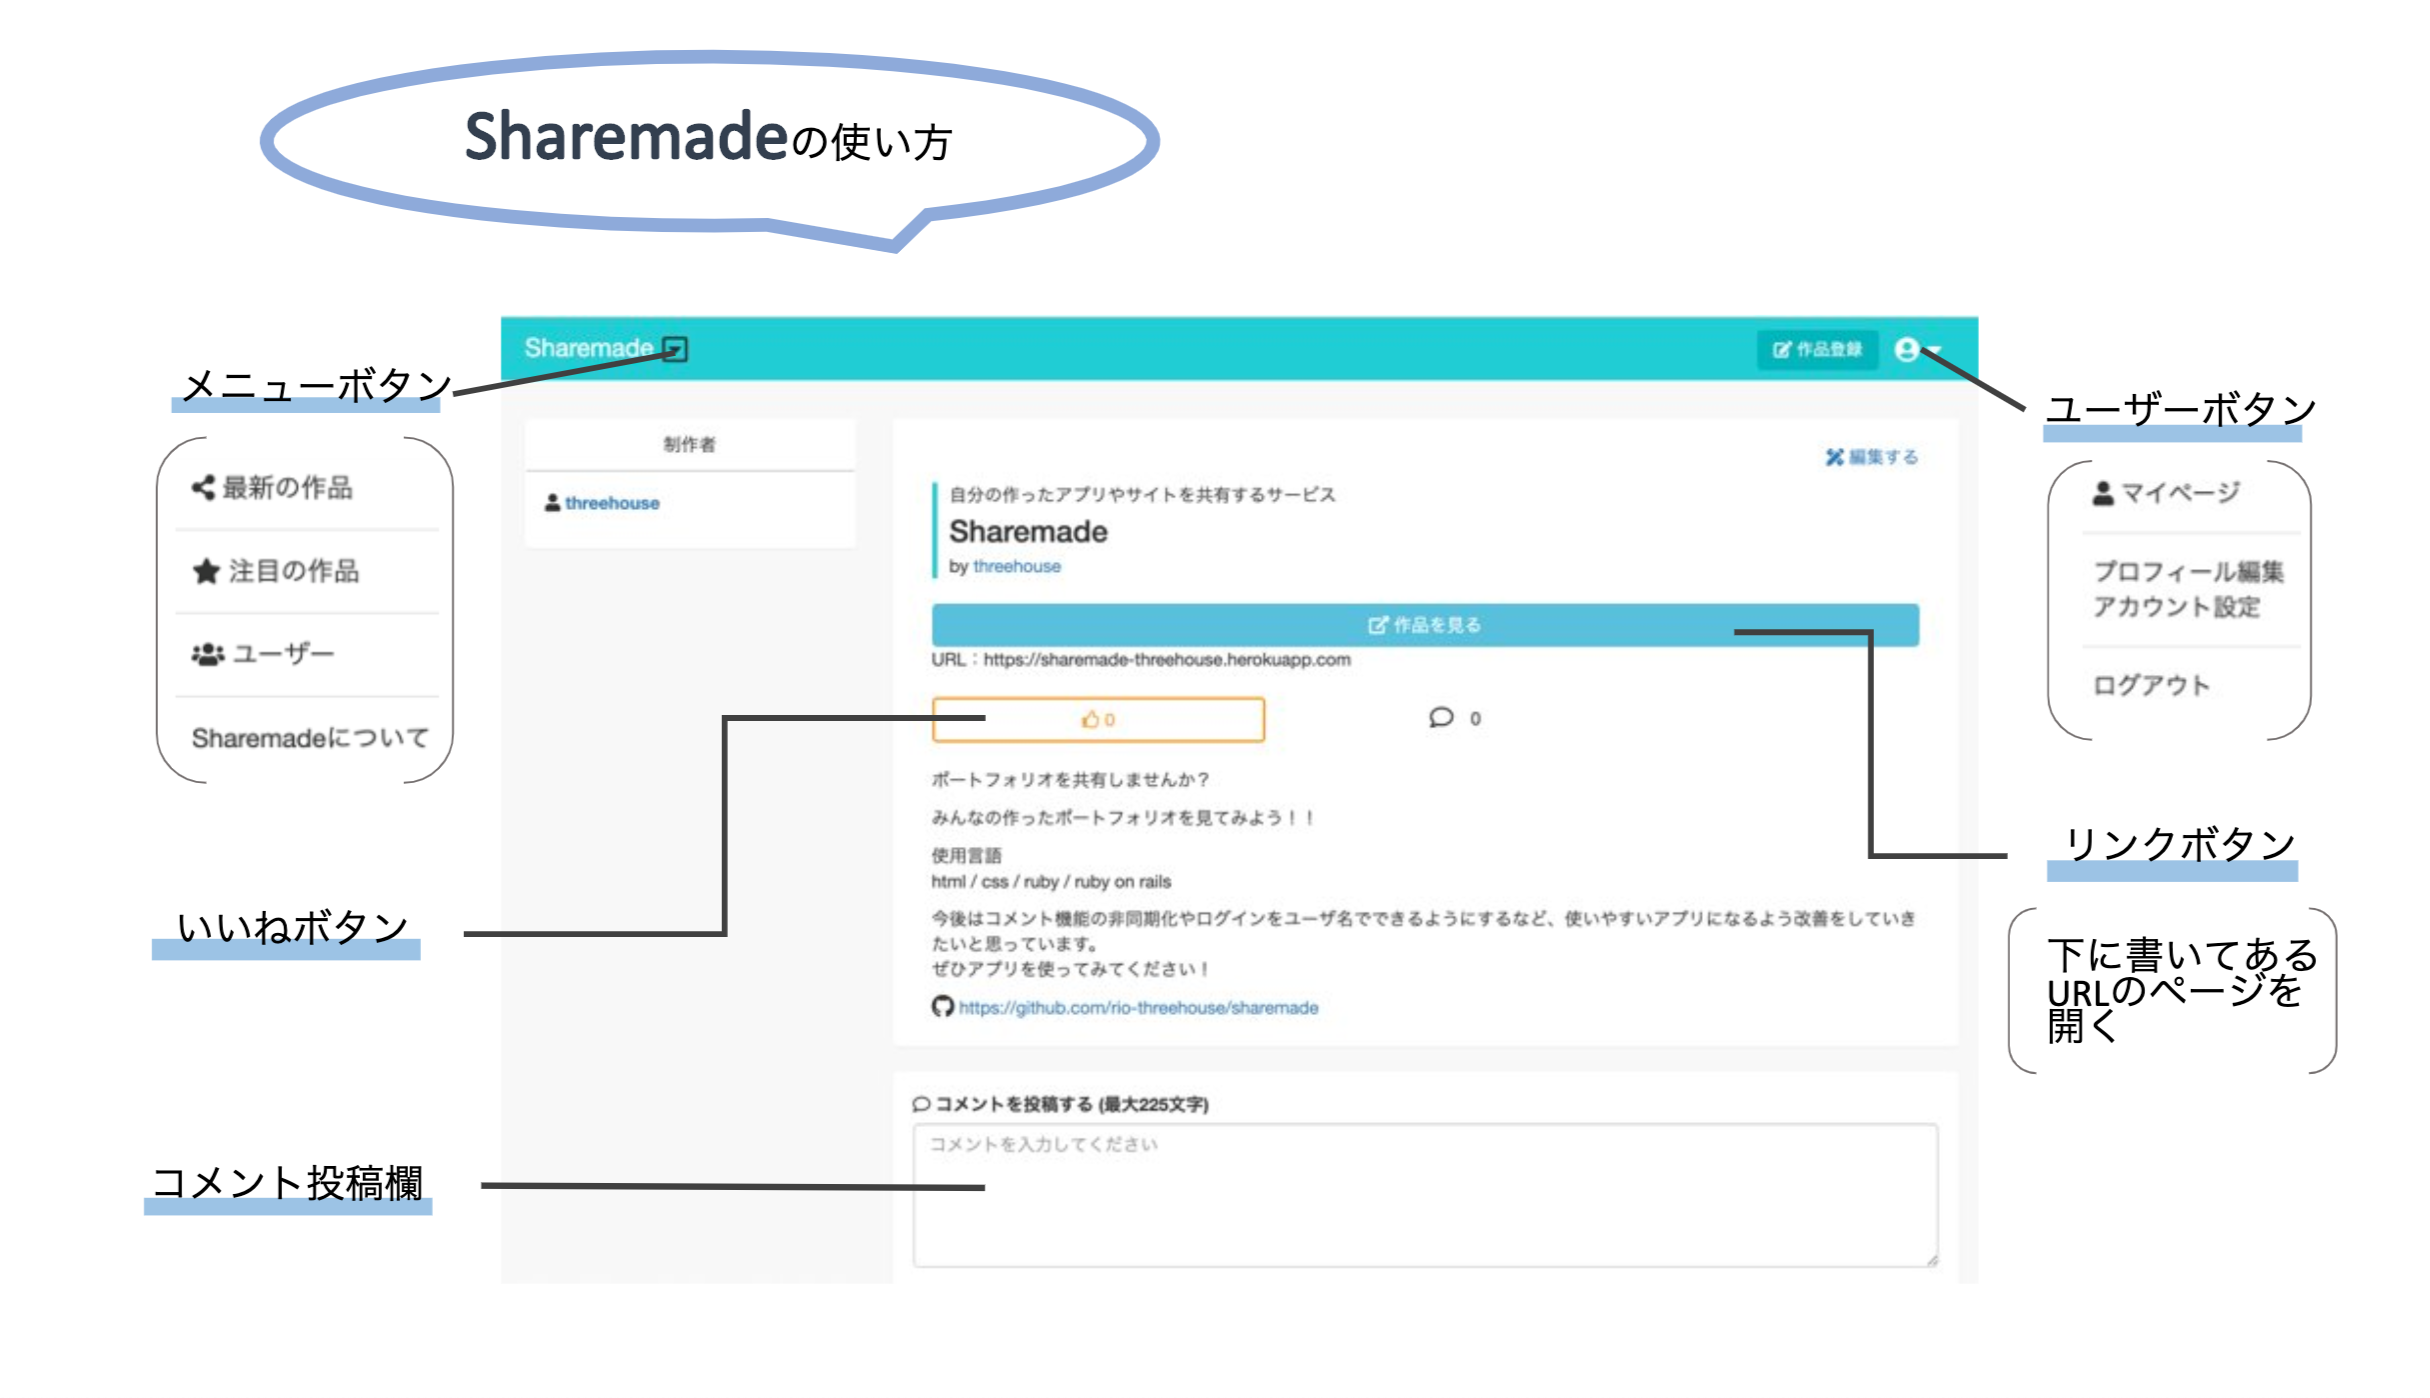 Sharemadeの使い方
Sharemade
作品登録
メニューボタン
最新の作品
注目の作品
ユーザー
Sharemadeについて
いいねボタン
コメント投稿欄
制作者
threehouse
編集する
自分の作ったアプリやサイトを共有するサービス
Sharemade
by threehouse
作品を見る
URL：https://sharemade-threehouse.herokuapp.com
0
0
ポートフォリオを共有しませんか？
みんなの作ったポートフォリオを見てみよう！！
使用言語
html / css / ruby / ruby on rails
今後はコメント機能の非同期化やログインをユーザ名でできるようにするなど、使いやすいアプリになるよう改善をしていき
たいと思っています。
ぜひアプリを使ってみてください！
https://github.com/rio-threehouse/sharemade
コメントを投稿する (最大225文字)
コメントを入力してください
ユーザーボタン
マイページ
プロフィール編集
アカウント設定
ログアウト
リンクボタン
下に書いてある
URLのページを
開く